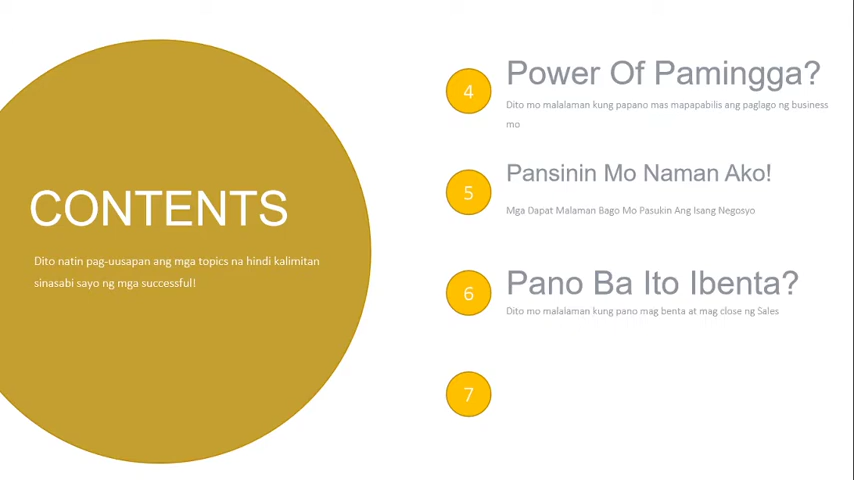 CONTENTS
Dito natin pag-uusapan ang mga topics na hindi kalimitan
sinasabi sayo ng mga successful!
4
Power Of Pamingga?
Dito mo malalaman kung papano mas mapapabilis ang paglago ng business
mo
5
Pansinin Mo Naman Ako!
Mga Dapat Malaman Bago Mo Pasukin Ang Isang Negosyo
6
Pano Ba Ito Ibenta?
Dito mo malalaman kung pano mag benta at mag close ng Sales
7